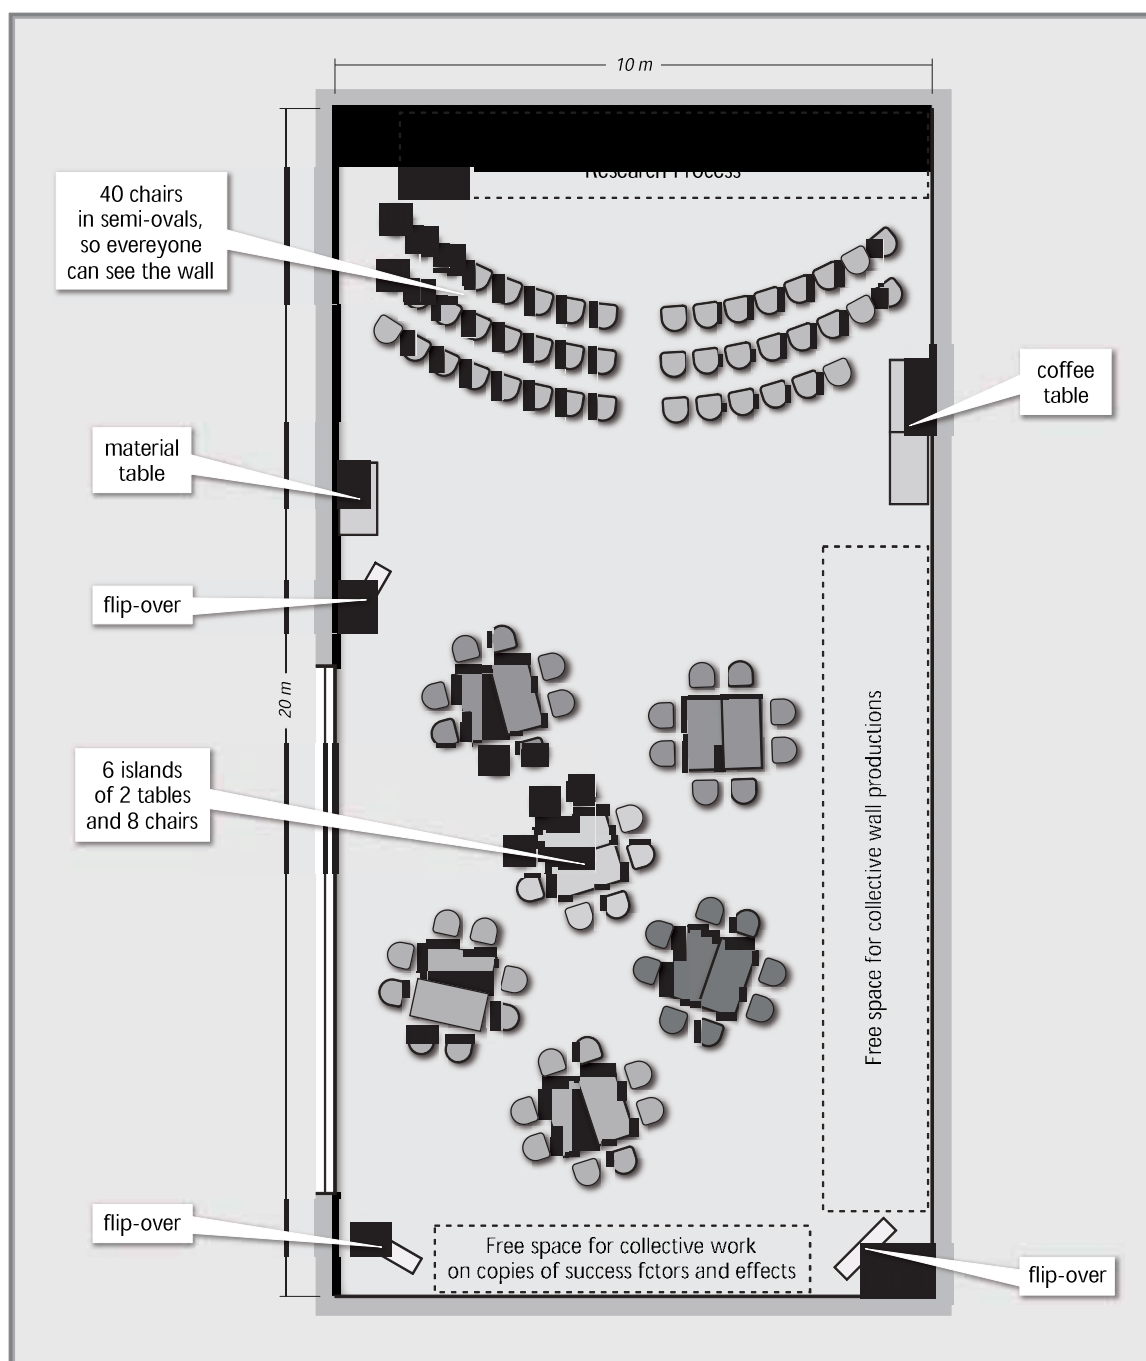 10 m
Research Process
40 chairs
in semi-ovals,
so evereyone
can see the wall
coffee
table
material
table
flip-over
20 m
6 islands
of 2 tables
and 8 chairs
Free space for collective wall productions
flip-over
Free space for collective work
on copies of success fctors and effects
flip-over